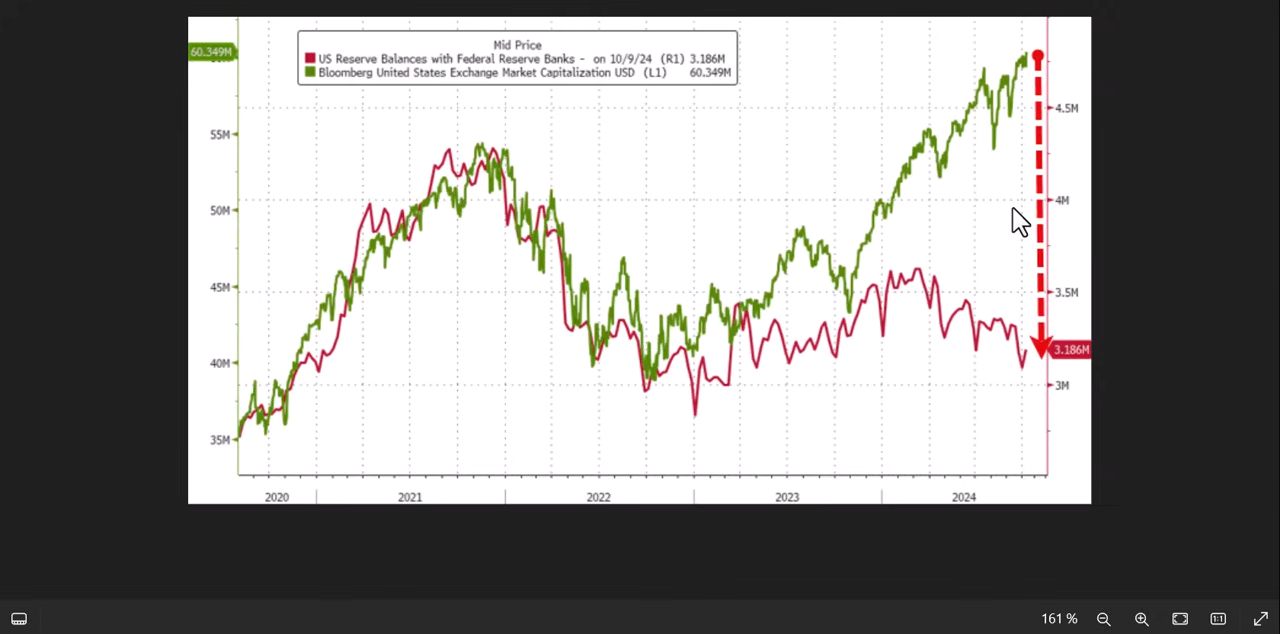 Mid Price
US Reserve Balances with Federal Reserve Banks - on 10/9/24 (R1) 3.186M
Bloomberg United States Exchange Market Capitalization USD (L1) 60.349M
60.349M
55M
50M
45M
40M
35M
4.5M
4M
3.5M
3.186M
3M
2020 2021 2022 2023 2024
161 %
1:1